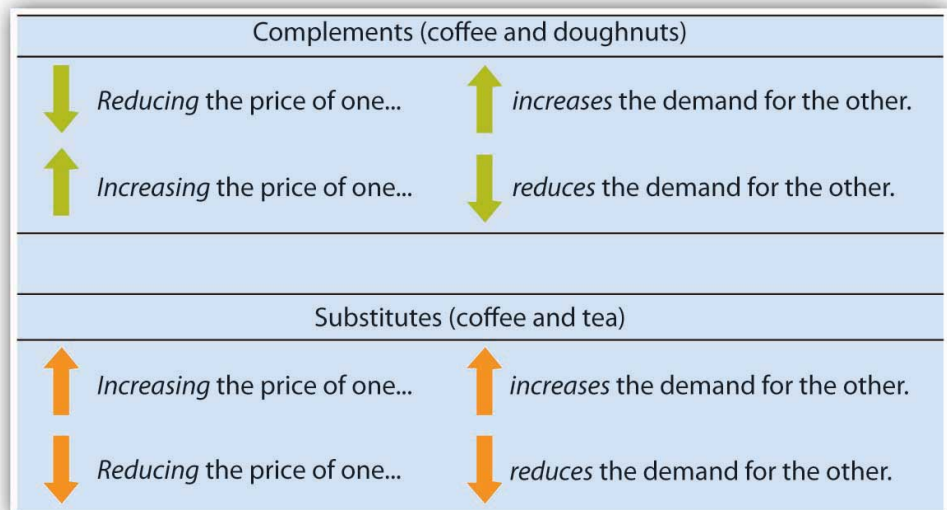 Complements (coffee and doughnuts)
Reducing the price of one... increases the demand for the other.
Increasing the price of one... reduces the demand for the other.
Substitutes (coffee and tea)
Increasing the price of one... increases the demand for the other.
Reducing the price of one... reduces the demand for the other.